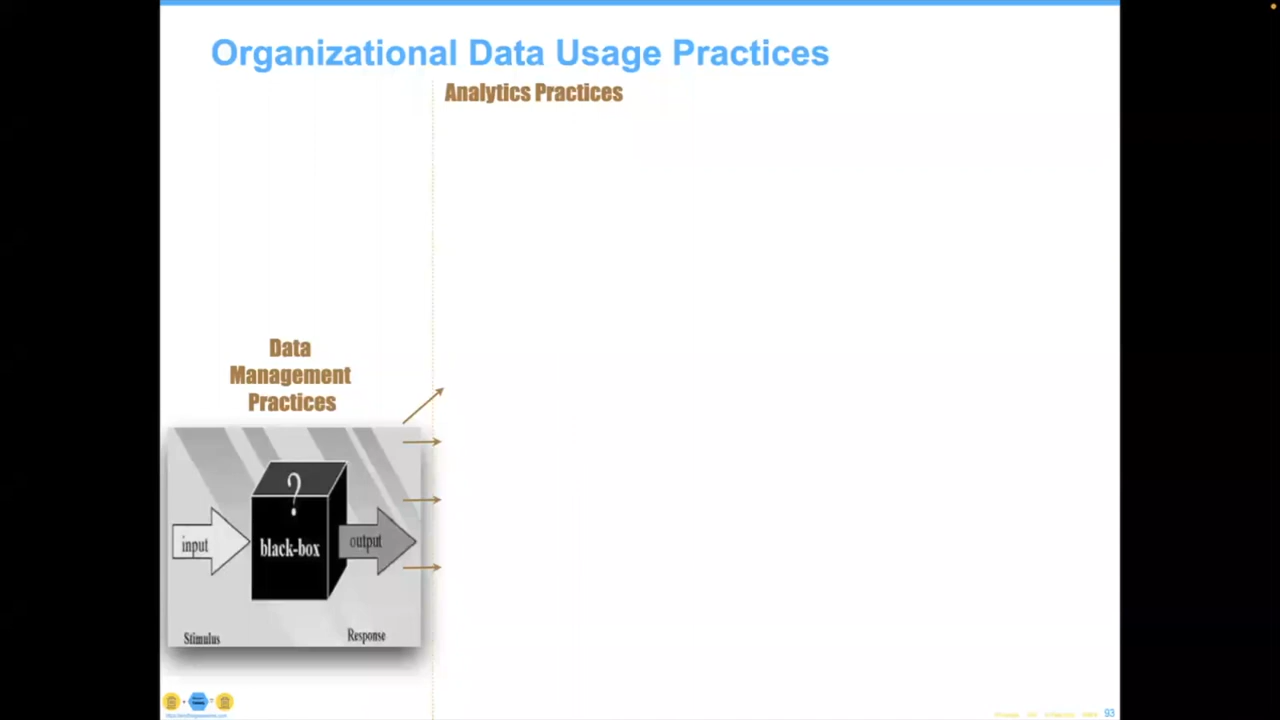 Organizational Data Usage Practices
Analytics Practices
Data
Management
Practices
?
input
black-box
output
Stimulus
Response
93